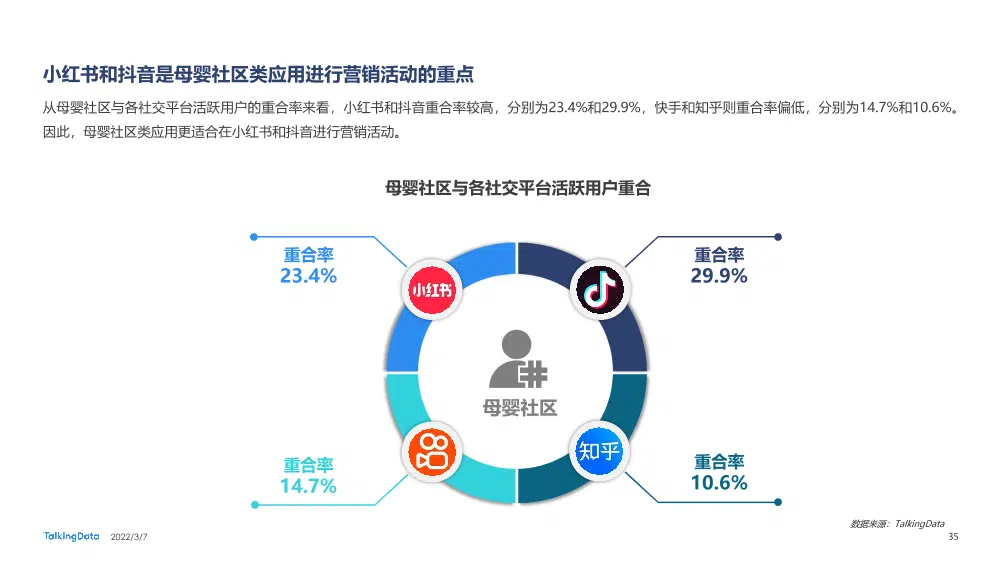 小红书和抖音是母婴社区类应用进行营销活动的重点
从母婴社区与各社交平台活跃用户的重合率来看，小红书和抖音重合率较高，分别为23.4%和29.9%，快手和知乎则重合率偏低，分别为14.7%和10.6%。
因此，母婴社区类应用更适合在小红书和抖音进行营销活动。
母婴社区与各社交平台活跃用户重合
重合率
23.4%
小红书
重合率
29.9%
母婴社区
重合率
14.7%
知乎
重合率
10.6%
数据来源：TalkingData
TalkingData 2022/3/7
35